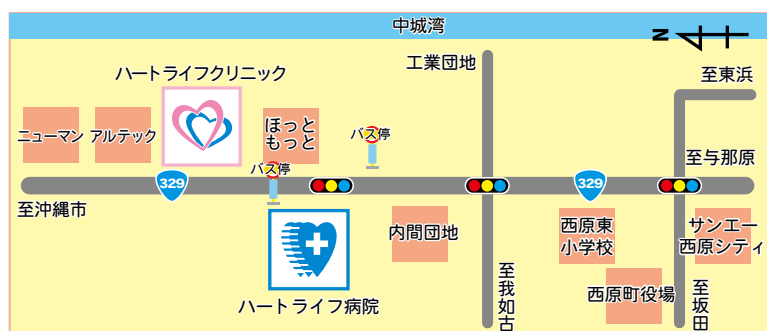 中城湾
N
工業団地
至東浜
ハートライフクリニック
ニューマン
アルテック
ほっと
もっと
バス停
バス停
至与那原
329
329
至沖縄市
内間団地
西原東
小学校
サンエー
西原シティ
至我如古
西原町役場
至坂田
ハートライフ病院